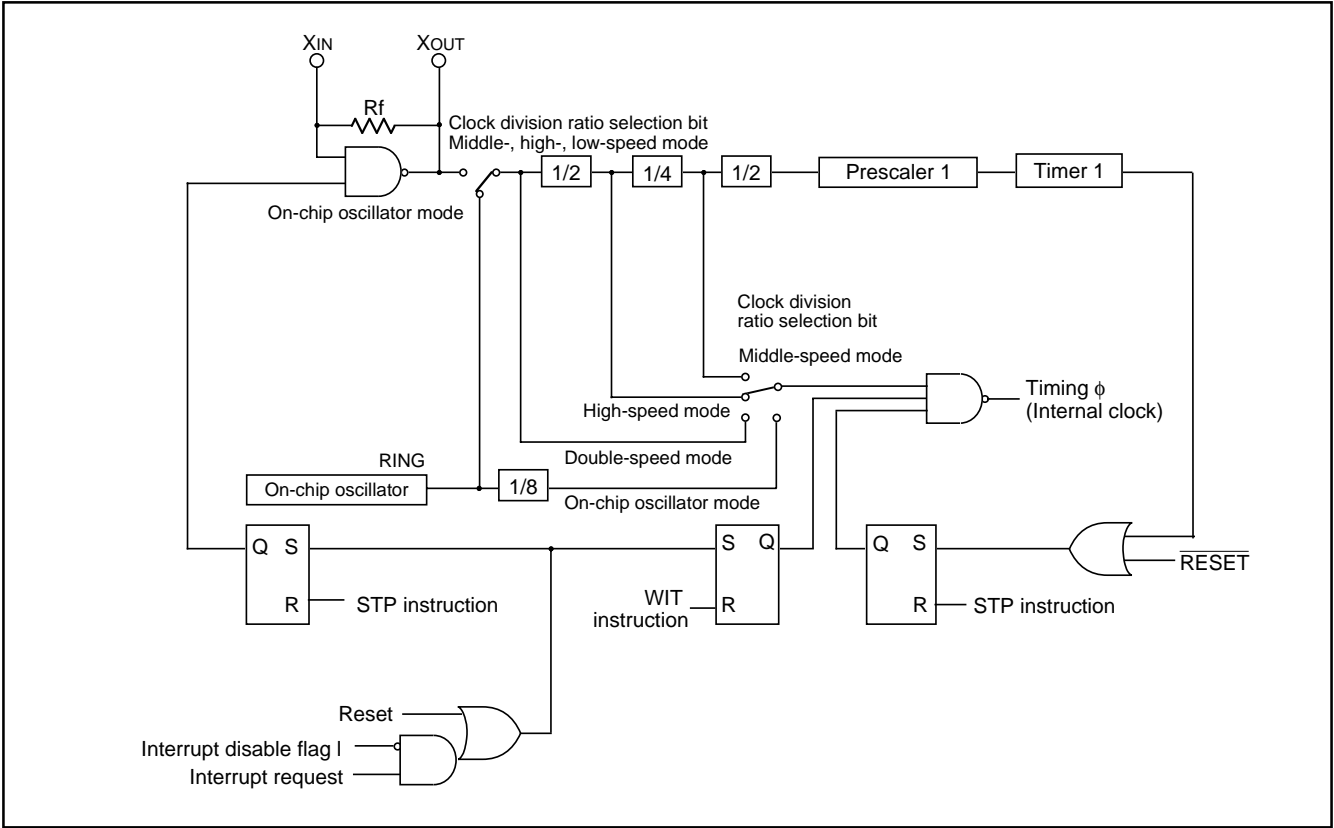 XIN
XOUT
Rf
Clock division ratio selection bit
Middle-, high-, low-speed mode
1/2
1/4
1/2
Prescaler 1
Timer 1
On-chip oscillator mode
Clock division
ratio selection bit
Middle-speed mode
High-speed mode
Timing ϕ
(Internal clock)
Double-speed mode
RING
On-chip oscillator
1/8
On-chip oscillator mode
Q S
R
STP instruction
S Q
R
WIT
instruction
Q S
R
STP instruction
RESET
Reset
Interrupt disable flag I
Interrupt request